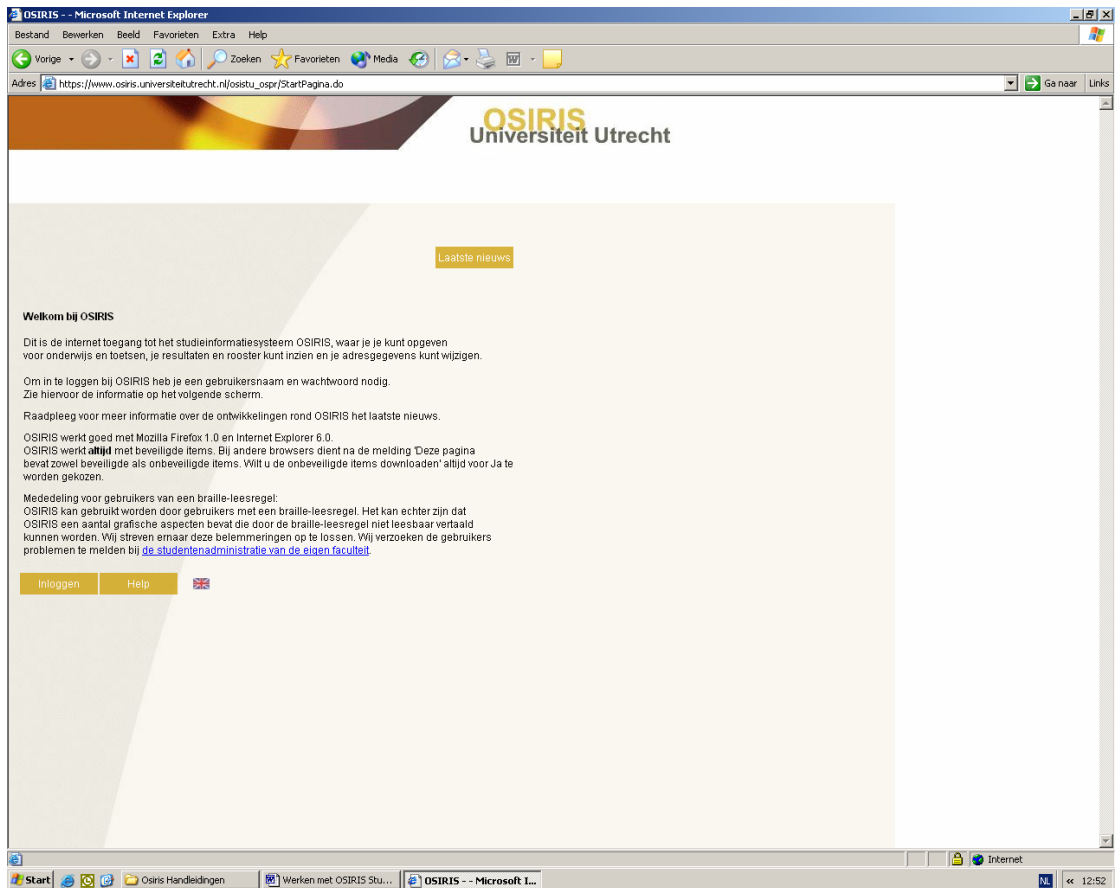 OSIRIS - - Microsoft Internet Explorer
Bestand Bewerken Beeld Favorieten Extra Help
Vorige Zoeken Favorieten Media
Adres https://www.osiris.universiteitutrecht.nl/osistu_ospr/StartPagina.do Ga naar Links
OSIRIS
Universiteit Utrecht
Laatste nieuws
Welkom bij OSIRIS
Dit is de internet toegang tot het studieinformatiesysteem OSIRIS, waar je je kunt opgeven
voor onderwijs en toetsen, je resultaten en rooster kunt inzien en je adresgegevens kunt wijzigen.
Om in te loggen bij OSIRIS heb je een gebruikersnaam en wachtwoord nodig.
Zie hiervoor de informatie op het volgende scherm.
Raadpleeg voor meer informatie over de ontwikkelingen rond OSIRIS het laatste nieuws.
OSIRIS werkt goed met Mozilla Firefox 1.0 en Internet Explorer 6.0.
OSIRIS werkt altijd met beveiligde items. Bij andere browsers dient na de melding 'Deze pagina
bevat zowel beveiligde als onbeveiligde items. Wilt u de onbeveiligde items downloaden' altijd voor Ja te
worden gekozen.
Mededeling voor gebruikers van een braille-leesregel:
OSIRIS kan gebruikt worden door gebruikers met een braille-leesregel. Het kan echter zijn dat
OSIRIS een aantal grafische aspecten bevat die door de braille-leesregel niet leesbaar vertaald
kunnen worden. Wij streven ernaar deze belemmeringen op te lossen. Wij verzoeken de gebruikers
problemen te melden bij de studentenadministratie van de eigen faculteit.
Inloggen Help
Internet
Start Osiris Handleidingen Werken met OSIRIS Stu... OSIRIS - - Microsoft I... NL « 12:52